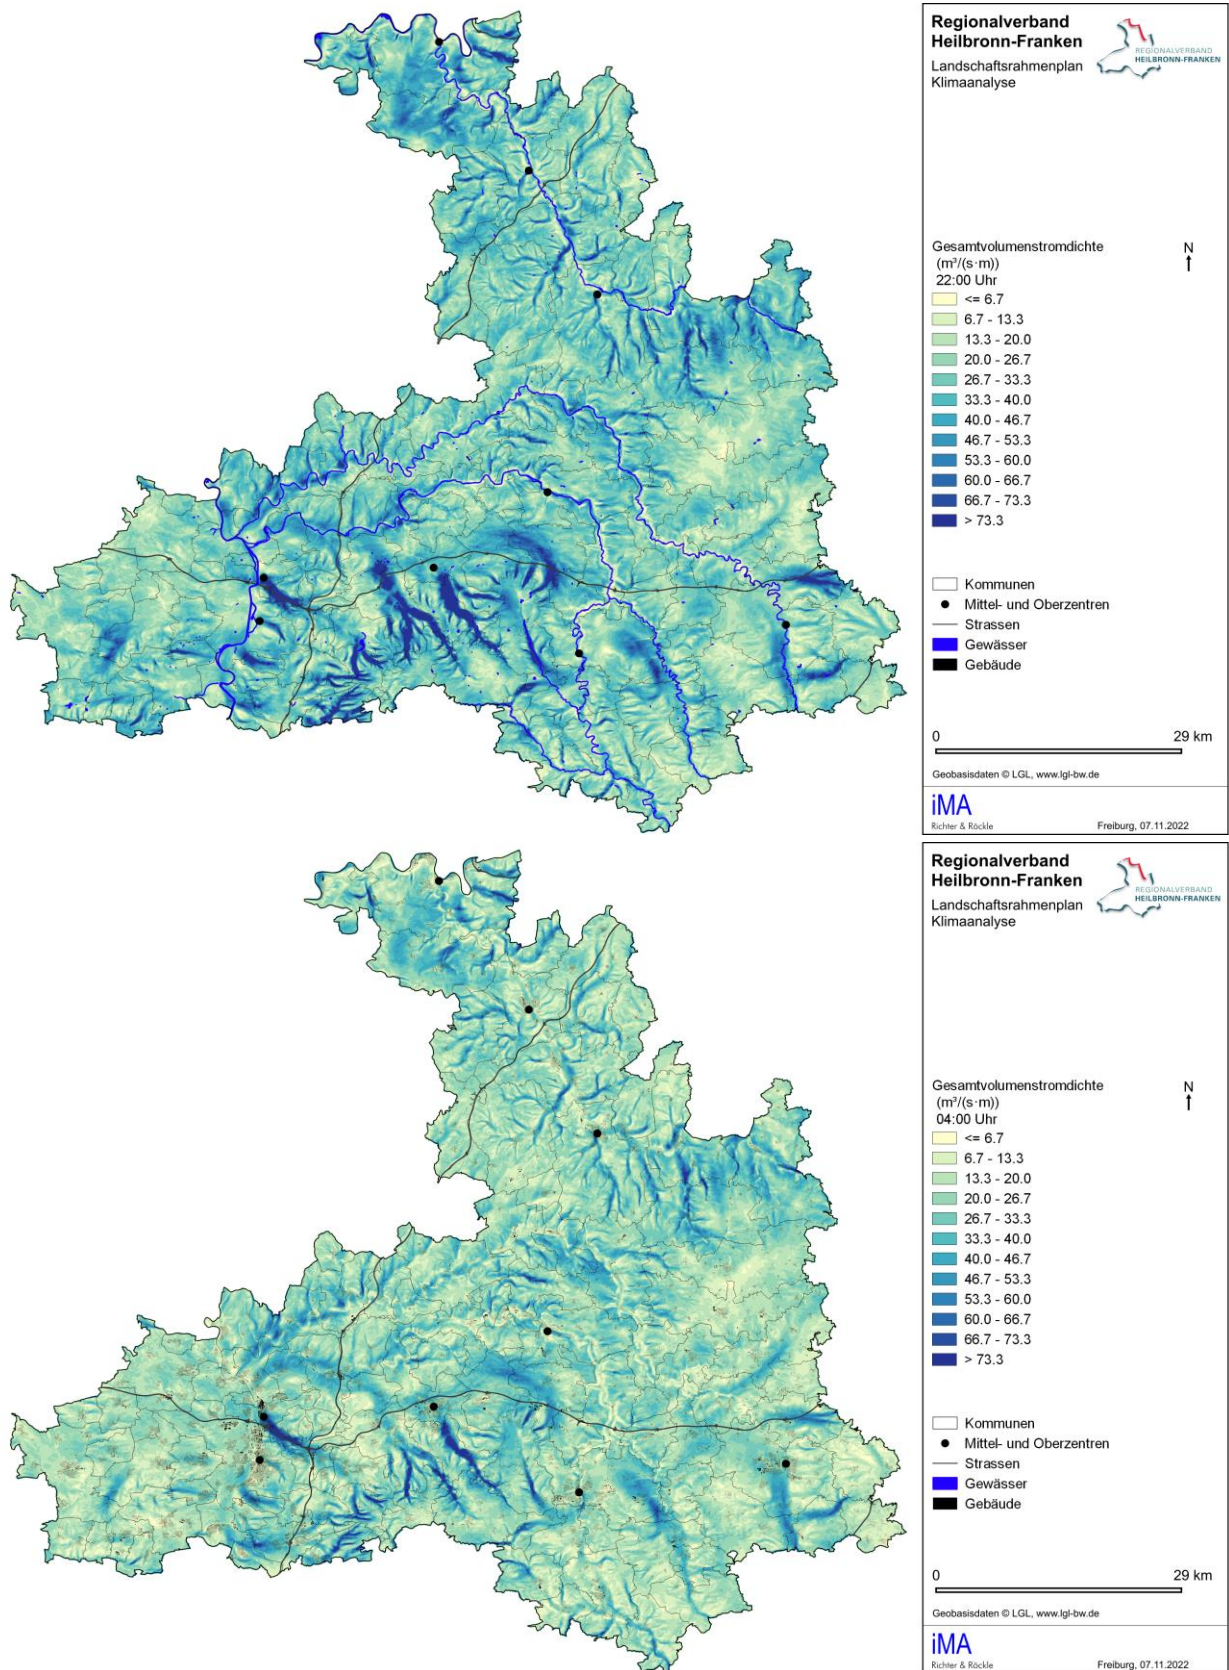 Regionalverband
Heilbronn-Franken
Landschaftsrahmenplan
Klimaanalyse
REGIONALVERBAND
HEILBRONN-FRANKEN
Gesamtvolumenstromdichte
(m³/(s·m))
22:00 Uhr
N
<= 6.7
6.7 - 13.3
13.3 - 20.0
20.0 - 26.7
26.7 - 33.3
33.3 - 40.0
40.0 - 46.7
46.7 - 53.3
53.3 - 60.0
60.0 - 66.7
66.7 - 73.3
> 73.3
Kommunen
Mittel- und Oberzentren
Strassen
Gewässer
Gebäude
0 29 km
Geobasisdaten © LGL, www.lgl-bw.de
iMA
Richter & Röckle Freiburg, 07.11.2022
Regionalverband
Heilbronn-Franken
Landschaftsrahmenplan
Klimaanalyse
REGIONALVERBAND
HEILBRONN-FRANKEN
Gesamtvolumenstromdichte
(m³/(s·m))
04:00 Uhr
N
<= 6.7
6.7 - 13.3
13.3 - 20.0
20.0 - 26.7
26.7 - 33.3
33.3 - 40.0
40.0 - 46.7
46.7 - 53.3
53.3 - 60.0
60.0 - 66.7
66.7 - 73.3
> 73.3
Kommunen
Mittel- und Oberzentren
Strassen
Gewässer
Gebäude
0 29 km
Geobasisdaten © LGL, www.lgl-bw.de
iMA
Richter & Röckle Freiburg, 07.11.2022